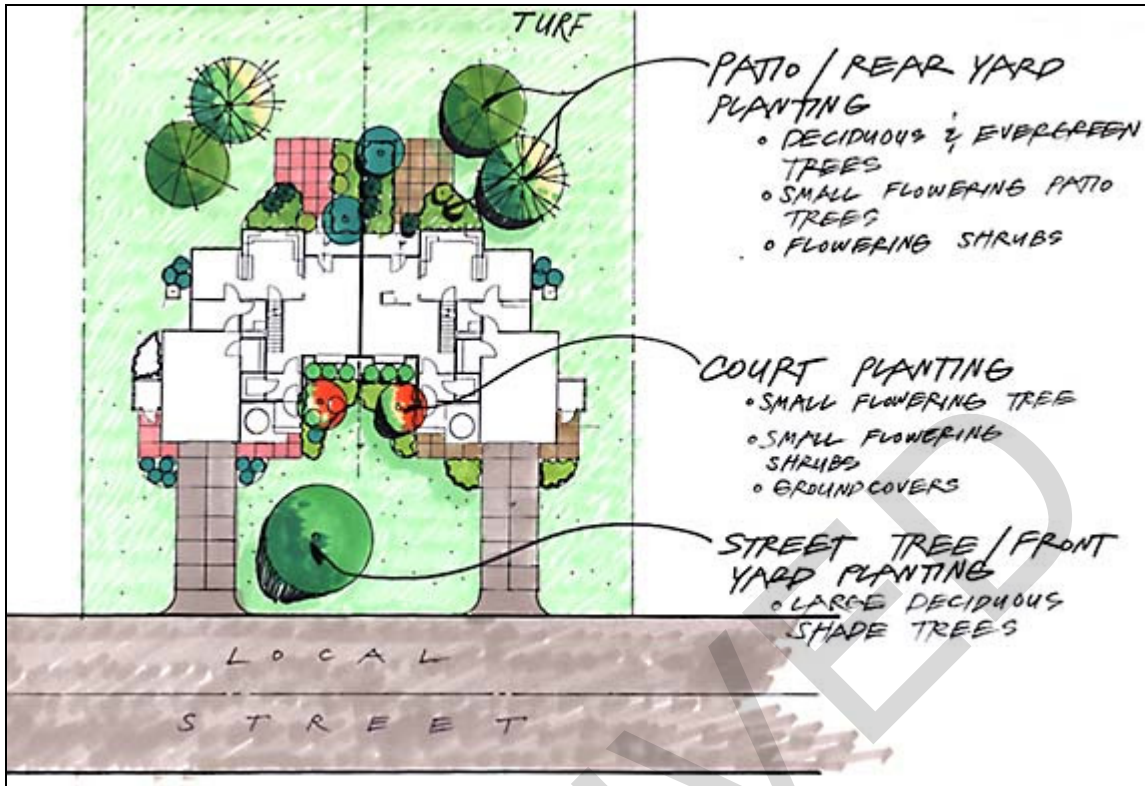 TURF
PATIO / REAR YARD
PLANTING
• DECIDUOUS & EVERGREEN
TREES
• SMALL FLOWERING PATIO
TREES
• FLOWERING SHRUBS
COURT PLANTING
• SMALL FLOWERING TREE
• SMALL FLOWERING
SHRUBS
• GROUNDCOVERS
STREET TREE / FRONT
YARD PLANTING
• LARGE DECIDUOUS
SHADE TREES
LOCAL
STREET